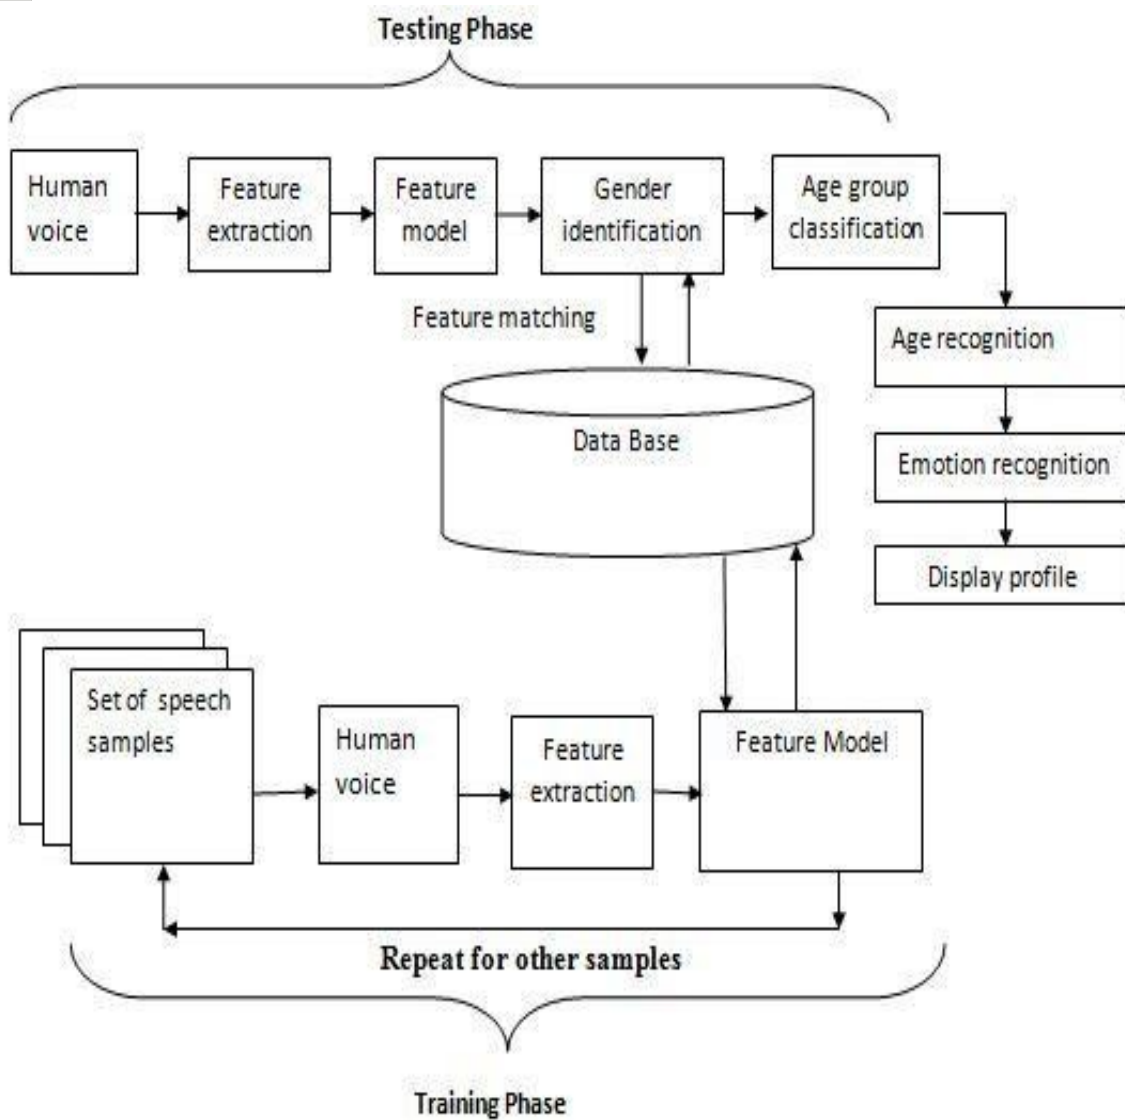 Testing Phase
Human
voice
Feature
extraction
Feature
model
Gender
identification
Age group
classification
Feature matching
Age recognition
Data Base
Emotion recognition
Display profile
Set of speech
samples
Human
voice
Feature
extraction
Feature Model
Repeat for other samples
Training Phase